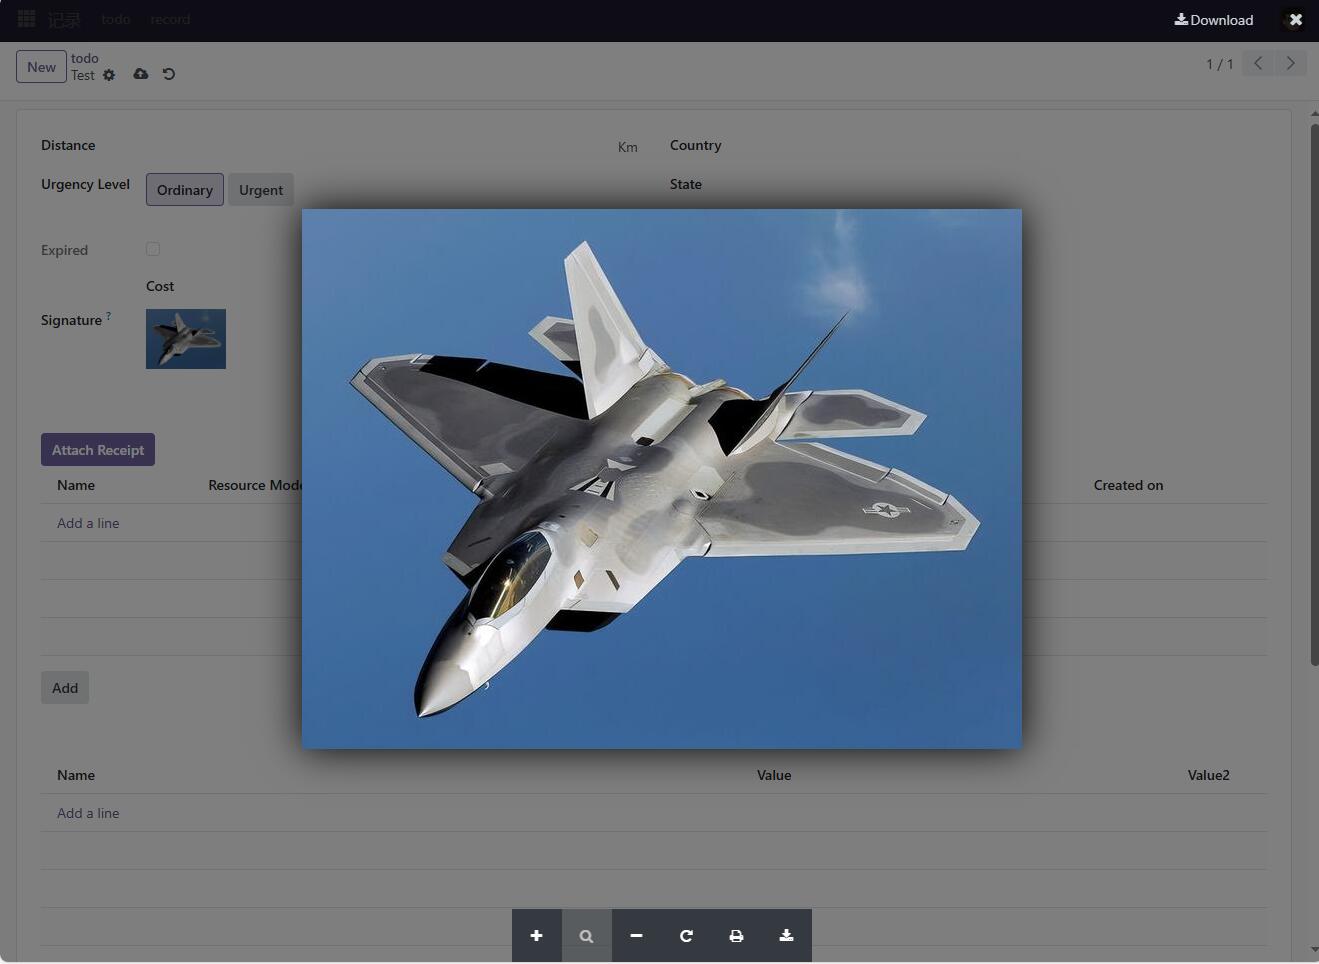 记录 todo record
Download
New
todo
Test
1 / 1
Distance
Km
Country
Urgency Level
Ordinary
Urgent
State
Expired
Cost
Signature ?
Attach Receipt
Name
Resource Mode
Created on
Add a line
Add
Name
Value
Value2
Add a line